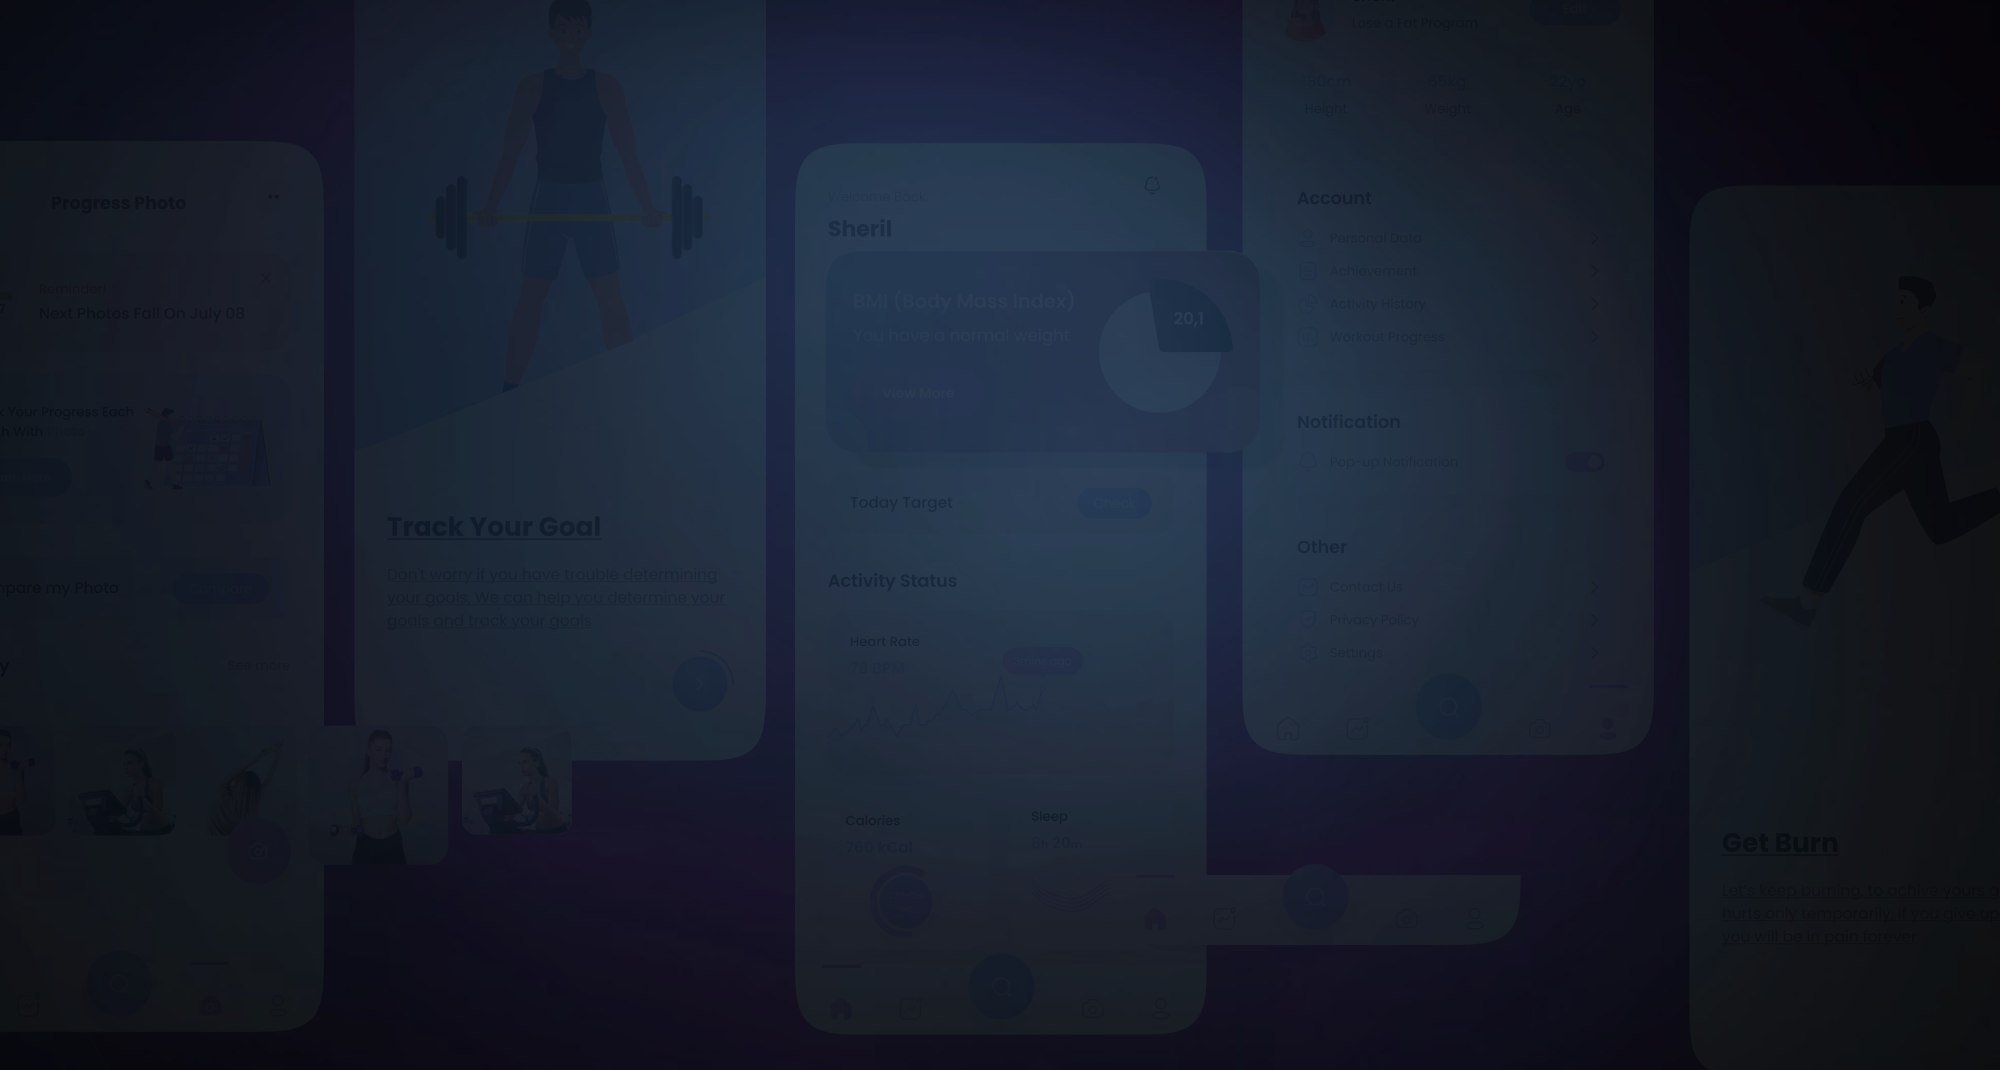 Progress Photo
Reminder!
Next Photos Fall On July 08
Your Progress Each
With
my Photo
See more
Track Your Goal
Don't worry if you have trouble determining
your goals. We can help you determine your
goals and track your goals
Welcome Back,
Sheril
BMI (Body Mass Index)
You have a normal weight
20,1
View More
Today Target
Activity Status
Heart Rate
78 BPM
Calories
760 kCal
Sleep
8h 20m
Lose a Fat Program
Height
Weight
Age
Account
Personal Data
Achievement
Activity History
Workout Progress
Notification
Pop-up Notification
Other
Contact Us
Privacy Policy
Settings
Get Burn
Let's keep burning, to achive yours
hurts only temporarily, if you give up
you will be in pain forever